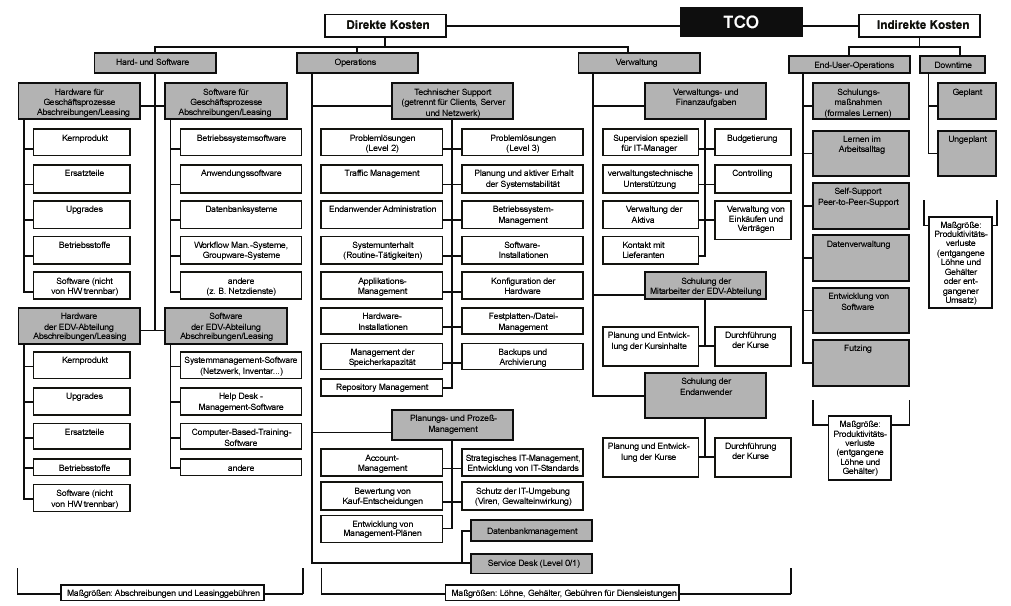 Direkte Kosten
TCO
Indirekte Kosten
Hard- und Software
Operations
Verwaltung
End-User-Operations
Downtime
Hardware für
Geschäftsprozesse
Abschreibungen/Leasing
Kernprodukt
Ersatzteile
Upgrades
Betriebsstoffe
Software (nicht
von HW trennbar)
Hardware
der EDV-Abteilung
Abschreibungen/Leasing
Kernprodukt
Upgrades
Ersatzteile
Betriebsstoffe
Software (nicht
von HW trennbar)
Software für
Geschäftsprozesse
Abschreibungen/Leasing
Betriebssystemsoftware
Anwendungssoftware
Datenbanksysteme
Workflow Man.-Systeme,
Groupware-Systeme
andere
(z. B. Netzdienste)
Software
der EDV-Abteilung
Abschreibungen/Leasing
Systemmanagement-Software
(Netzwerk, Inventar...)
Help Desk -
Management-Software
Computer-Based-Training-
Software
andere
Technischer Support
(getrennt für Clients, Server
und Netzwerk)
Problemlösungen
(Level 2)
Traffic Management
Endanwender Administration
Systemunterhalt
(Routine-Tätigkeiten)
Applikations-
Management
Hardware-
Installationen
Management der
Speicherkapazität
Repository Management
Problemlösungen
(Level 3)
Planung und aktiver Erhalt
der Systemstabilität
Betriebssystem-
Management
Software-
Installationen
Konfiguration der
Hardware
Festplatten-/Datei-
Management
Backups und
Archivierung
Planungs- und Prozeß-
Management
Account-
Management
Bewertung von
Kauf-Entscheidungen
Entwicklung von
Management-Plänen
Strategisches IT-Management,
Entwicklung von IT-Standards
Schutz der IT-Umgebung
(Viren, Gewalteinwirkung)
Datenbankmanagement
Service Desk (Level 0/1)
Verwaltungs- und
Finanzaufgaben
Supervision speziell
für IT-Manager
verwaltungstechnische
Unterstützung
Verwaltung der
Aktiva
Kontakt mit
Lieferanten
Budgetierung
Controlling
Verwaltung von
Einkäufen und
Verträgen
Schulung der
Mitarbeiter der EDV-Abteilung
Planung und Entwick-
lung der Kursinhalte
Durchführung
der Kurse
Schulung der
Endanwender
Planung und Entwick-
lung der Kurse
Durchführung
der Kurse
Schulungs-
maßnahmen
(formales Lernen)
Lernen im
Arbeitsalltag
Self-Support
Peer-to-Peer-Support
Datenverwaltung
Entwicklung von
Software
Futzing
Maßgröße:
Produktivitäts-
verluste
(entgangene
Löhne und
Gehälter)
Geplant
Ungeplant
Maßgröße:
Produktivitäts-
verluste
(entgangene
Löhne und
Gehälter
oder ent-
gangener
Umsatz)
Maßgrößen: Abschreibungen und Leasinggebühren
Maßgrößen: Löhne, Gehälter, Gebühren für Diensleistungen